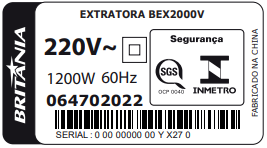 EXTRATORA BEX2000V
BRITÂNIA
220V~
1200W 60Hz
064702022
Segurança
SGS
OCP 0040
INMETRO
FABRICADO NA CHINA
SERIAL : 0 00 00000 00 Y X27 0